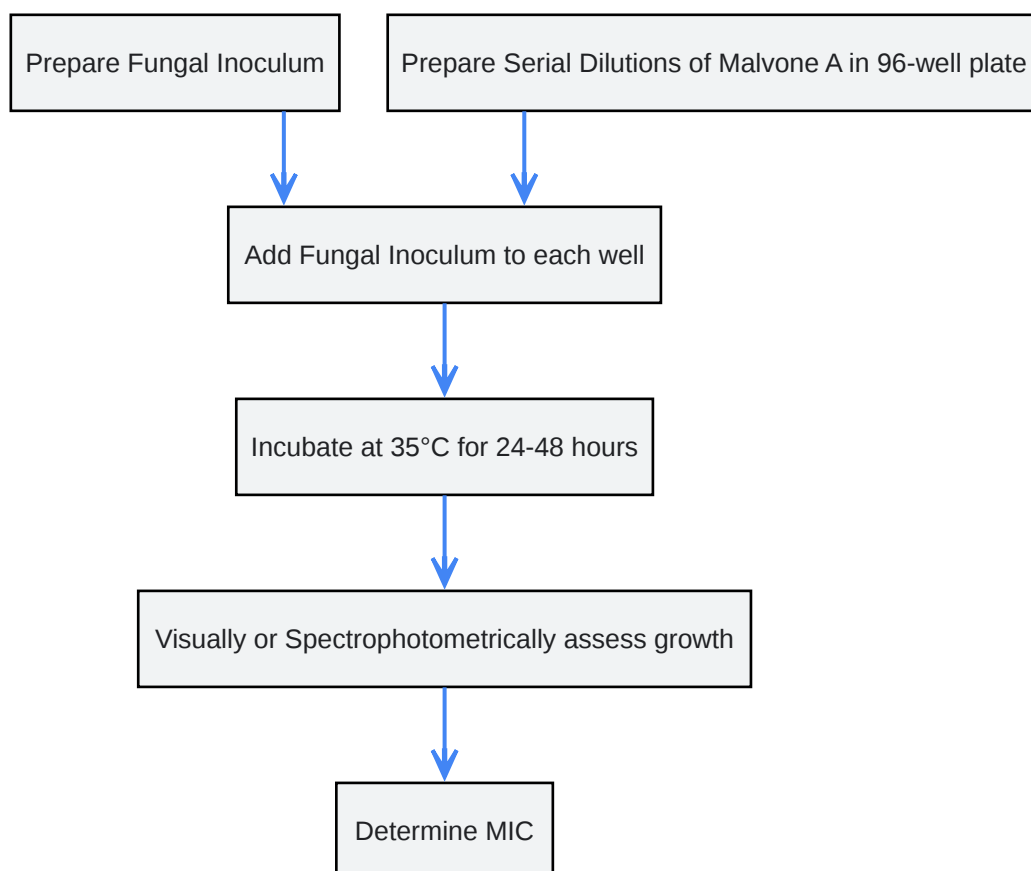 Prepare Fungal Inoculum
Prepare Serial Dilutions of Malvone A in 96-well plate
Add Fungal Inoculum to each well
Incubate at 35°C for 24-48 hours
Visually or Spectrophotometrically assess growth
Determine MIC